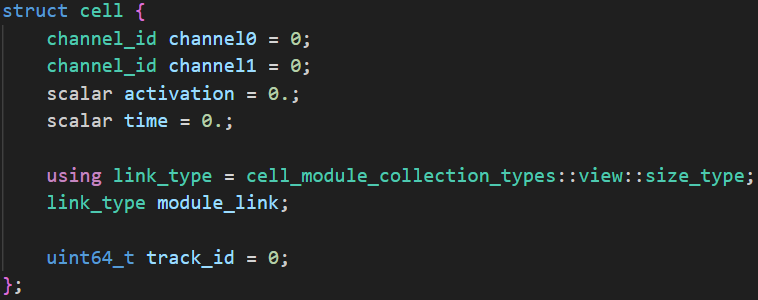 struct cell {
    channel_id channel0 = 0;
    channel_id channel1 = 0;
    scalar activation = 0.;
    scalar time = 0.;

    using link_type = cell_module_collection_types::view::size_type;
    link_type module_link;

    uint64_t track_id = 0;
};